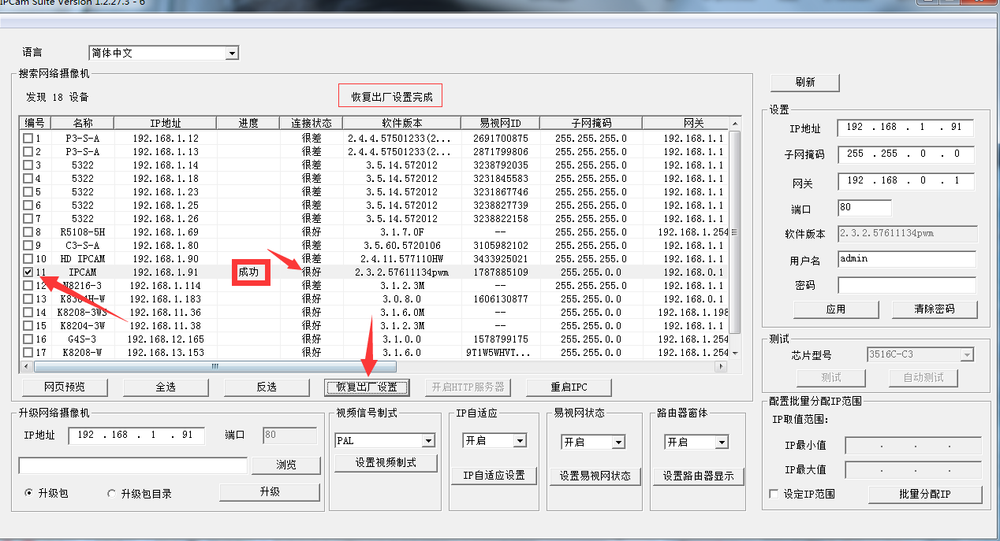 IPCam Suite Version 1.2.27.3 - 6
语言 简体中文
搜索网络摄像机
发现 18 设备
恢复出厂设置完成
编号 名称 IP地址 进度 连接状态 软件版本 易视网ID 子网掩码 网关
1 P3-S-A 192.168.1.12 很差 2.4.4.57501233(2... 2691700875 255.255.255.0 192.168.1.1
2 P3-S-A 192.168.1.13 很差 2.4.4.57501233(2... 2871799806 255.255.255.0 192.168.1.1
3 5322 192.168.1.14 很差 3.5.14.572012 3238792035 255.255.255.0 192.168.1.1
4 5322 192.168.1.18 很差 3.5.14.572012 3231845583 255.255.255.0 192.168.1.1
5 5322 192.168.1.23 很差 3.5.14.572012 3231867746 255.255.255.0 192.168.1.1
6 5322 192.168.1.25 很差 3.5.14.572012 3238827739 255.255.255.0 192.168.1.1
7 5322 192.168.1.26 很差 3.5.14.572012 3238822158 255.255.255.0 192.168.1.1
8 R5108-5H 192.168.1.69 很好 3.1.7.0F -- 255.255.255.0 192.168.1.254
9 C3-S-A 192.168.1.80 很差 3.5.60.5720106 3105982102 255.255.255.0 192.168.1.1
10 HD IPCAM 192.168.1.90 很差 2.4.11.577110HW 3433925021 255.255.255.0 192.168.1.1
11 IPCAM 192.168.1.91 成功 很好 2.3.2.57611134pwm 1787885109 255.255.0.0 192.168.0.1
12 N8216-3 192.168.1.114 很差 3.1.2.3M -- 255.255.255.0 192.168.1.1
13 192.168.1.183 很好 3.0.8.0 1606130877 255.255.255.0 192.168.0.1
14 K8208-3WS 192.168.11.36 很好 3.1.6.0M -- 255.255.0.0 192.168.1.198
15 K8204-3W 192.168.11.38 很好 3.1.2.3M -- 255.255.0.0 192.168.1.1
16 G4S-3 192.168.12.165 很好 3.1.0.0 1578799175 255.255.0.0 192.168.1.254
17 K8208-W 192.168.13.153 很好 3.1.6.0 9T1W5WHVT... 255.255.0.0 192.168.1.254
网页预览 全选 反选 恢复出厂设置 开启HTTP服务器 重启IPC
升级网络摄像机
IP地址 192 .168 . 1 . 91 端口 80
浏览
升级包 升级包目录 升级
视频信号制式
PAL
设置视频制式
IP自适应
开启
IP自适应设置
易视网状态
开启
设置易视网状态
路由器窗体
开启
设置路由器显示
刷新
设置
IP地址 192 .168 . 1 . 91
子网掩码 255 .255 . 0 . 0
网关 192 .168 . 0 . 1
端口 80
软件版本 2.3.2.57611134pwm
用户名 admin
密码
应用 清除密码
测试
芯片型号 3516C-C3
测试 自动测试
配置批量分配IP范围
IP取值范围：
IP最小值 . . .
IP最大值 . . .
设定IP范围 批量分配IP